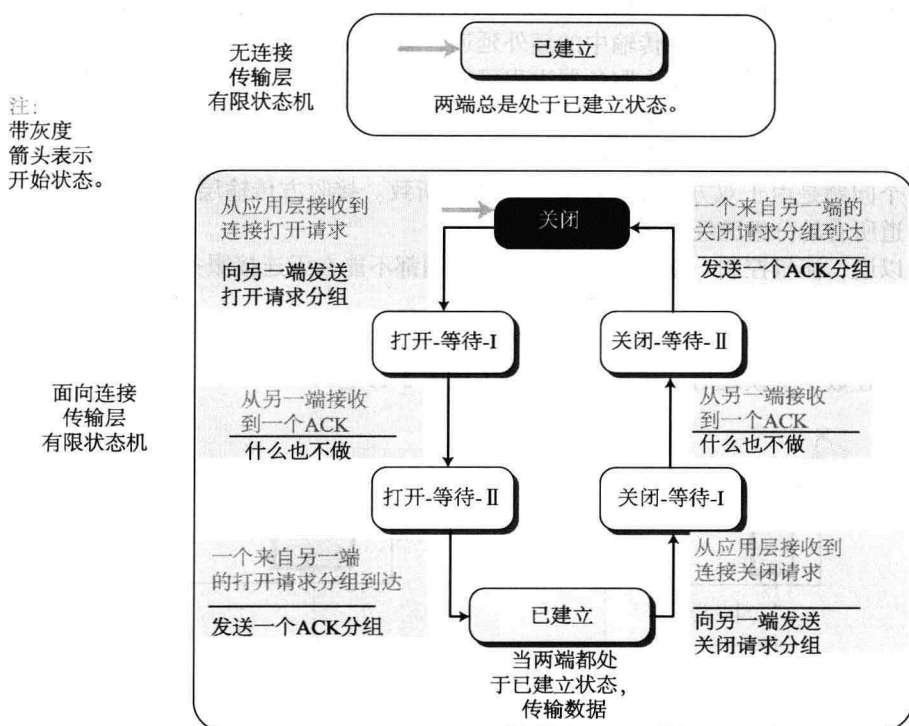 无连接
传输层
有限状态机
已建立
两端总是处于已建立状态。
注：
带灰度
箭头表示
开始状态。
面向连接
传输层
有限状态机
关闭
从应用层接收到
连接打开请求
向另一端发送
打开请求分组
打开-等待-I
从另一端接收
到一个ACK
什么也不做
打开-等待-Ⅱ
一个来自另一端
的打开请求分组到达
发送一个ACK分组
已建立
当两端都处
于已建立状态，
传输数据
从应用层接收到
连接关闭请求
向另一端发送
关闭请求分组
关闭-等待-I
从另一端接收
到一个ACK
什么也不做
关闭-等待-Ⅱ
一个来自另一端的
关闭请求分组到达
发送一个ACK分组